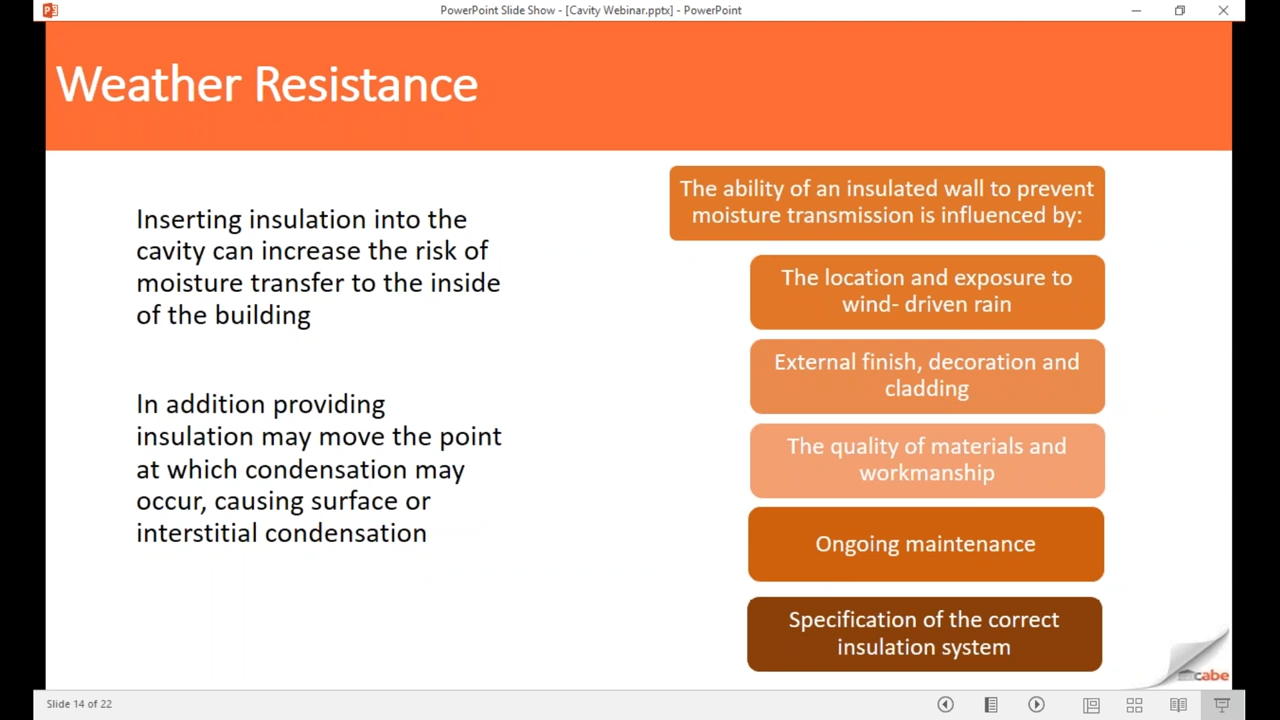 PowerPoint Slide Show - [Cavity Webinar.pptx] - PowerPoint
Weather Resistance
Inserting insulation into the
cavity can increase the risk of
moisture transfer to the inside
of the building
In addition providing
insulation may move the point
at which condensation may
occur, causing surface or
interstitial condensation
The ability of an insulated wall to prevent
moisture transmission is influenced by:
The location and exposure to
wind- driven rain
External finish, decoration and
cladding
The quality of materials and
workmanship
Ongoing maintenance
Specification of the correct
insulation system
cabe
Slide 14 of 22